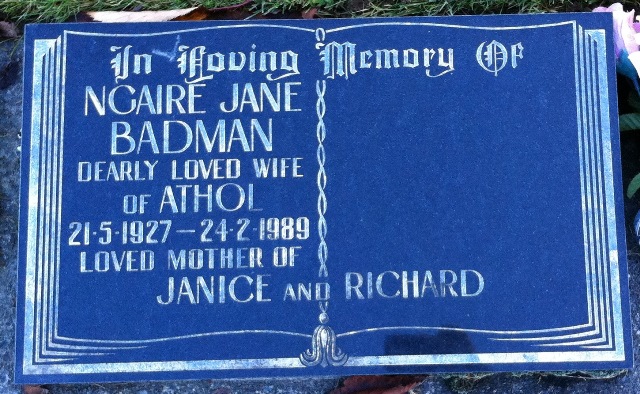 In Loving Memory Of
NGAIRE JANE
BADMAN
DEARLY LOVED WIFE
OF ATHOL
21·5·1927 — 24·2·1989
LOVED MOTHER OF
JANICE AND RICHARD